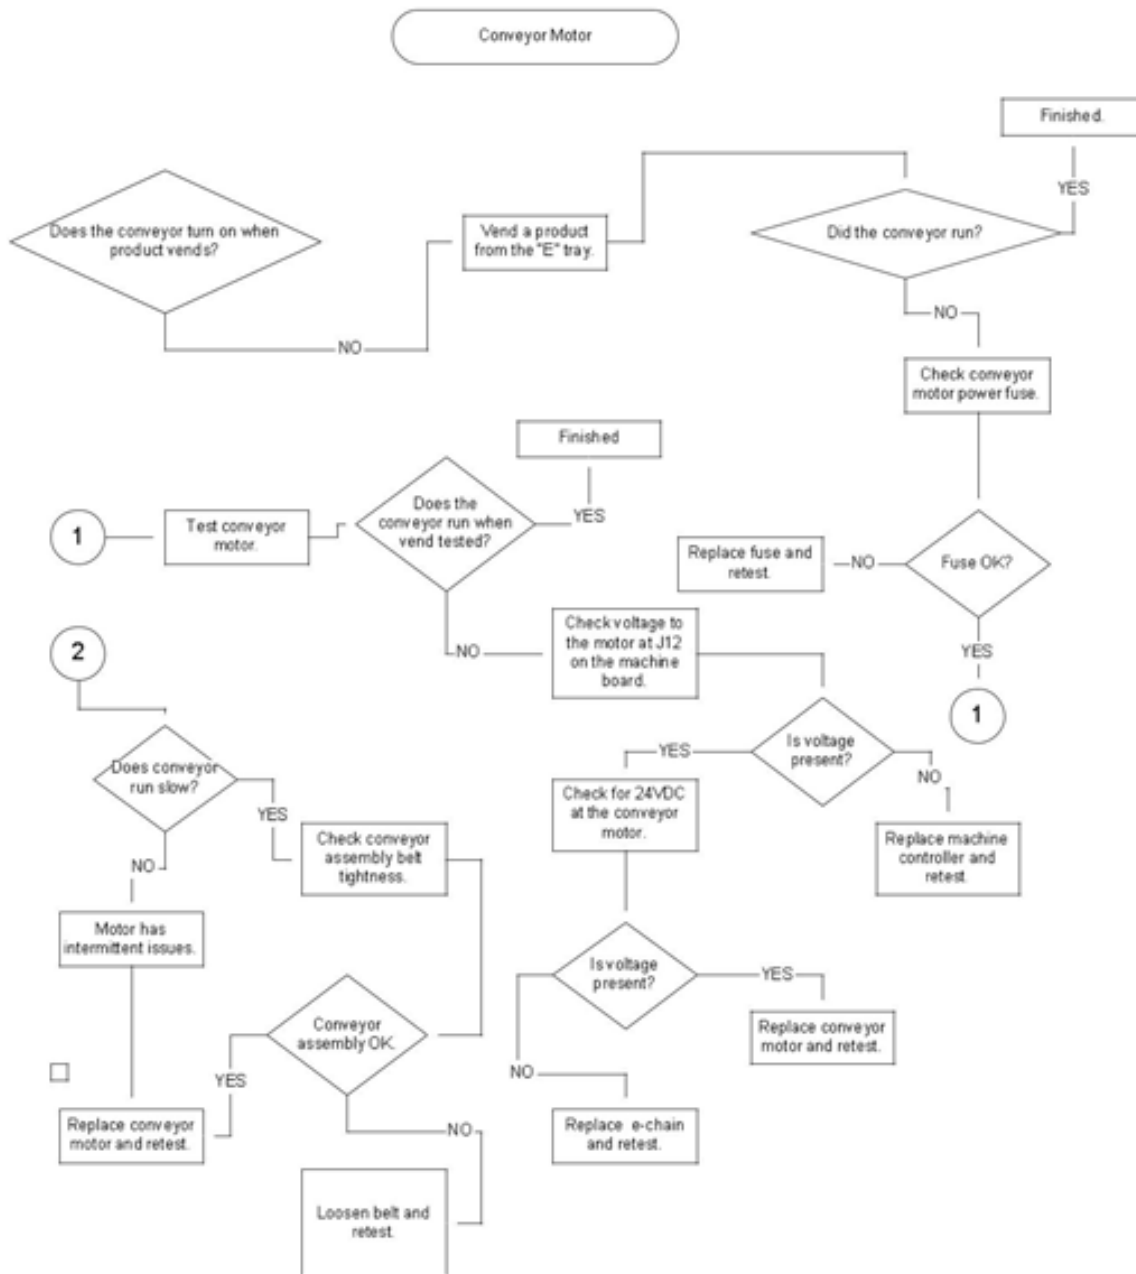 Conveyor Motor
Finished.
YES
Does the conveyor turn on when
product vends?
Vend a product
from the "E" tray.
Did the conveyor run?
NO
NO
Check conveyor
motor power fuse.
Finished
YES
1
Test conveyor
motor.
Does the
conveyor run when
vend tested?
Replace fuse and
retest.
NO
Fuse OK?
YES
1
2
NO
Check voltage to
the motor at J12
on the machine
board.
Is voltage
present?
YES
NO
Does conveyor
run slow?
YES
Check for 24VDC
at the conveyor
motor.
Replace machine
controller and
retest.
NO
Check conveyor
assembly belt
tightness.
Motor has
intermittent issues.
Is voltage
present?
YES
Replace conveyor
motor and retest.
Conveyor
assembly OK.
YES
NO
Replace conveyor
motor and retest.
NO
Replace e-chain
and retest.
Loosen belt and
retest.